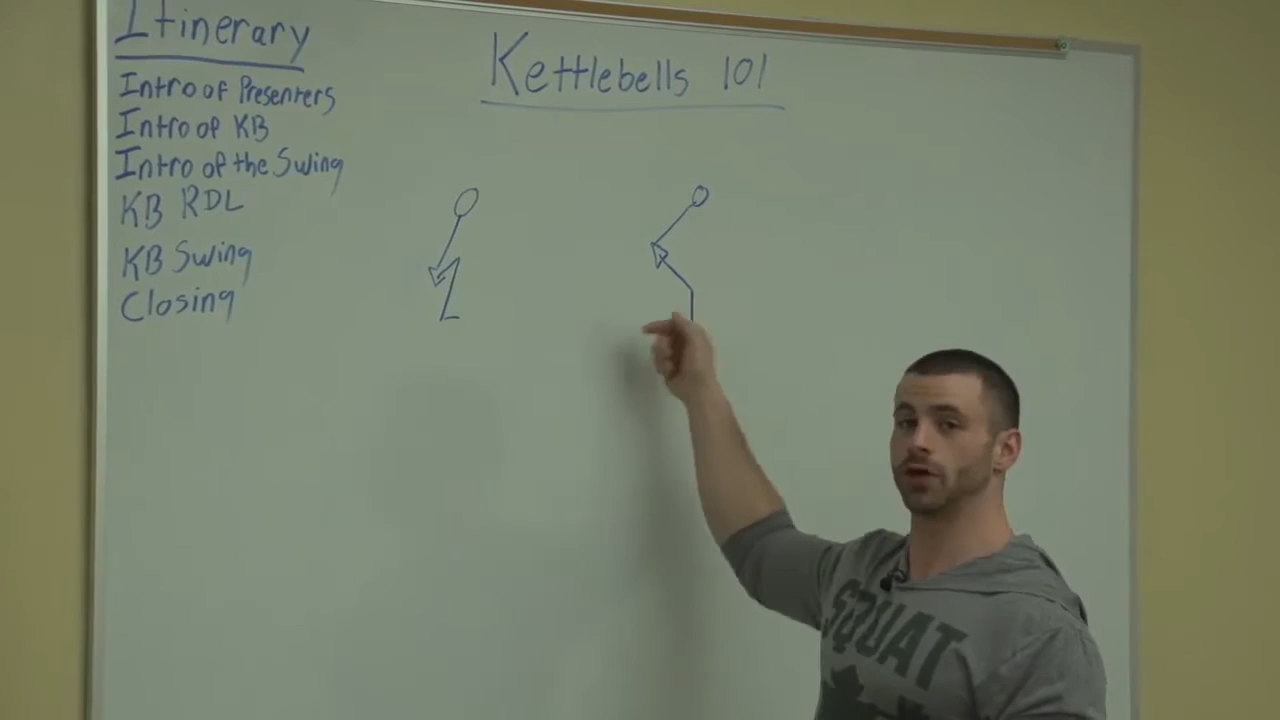 Itinerary
Intro of Presenters
Intro of KB
Intro of the Swing
KB RDL
KB Swing
Closing
Kettlebells 101
SQUAT